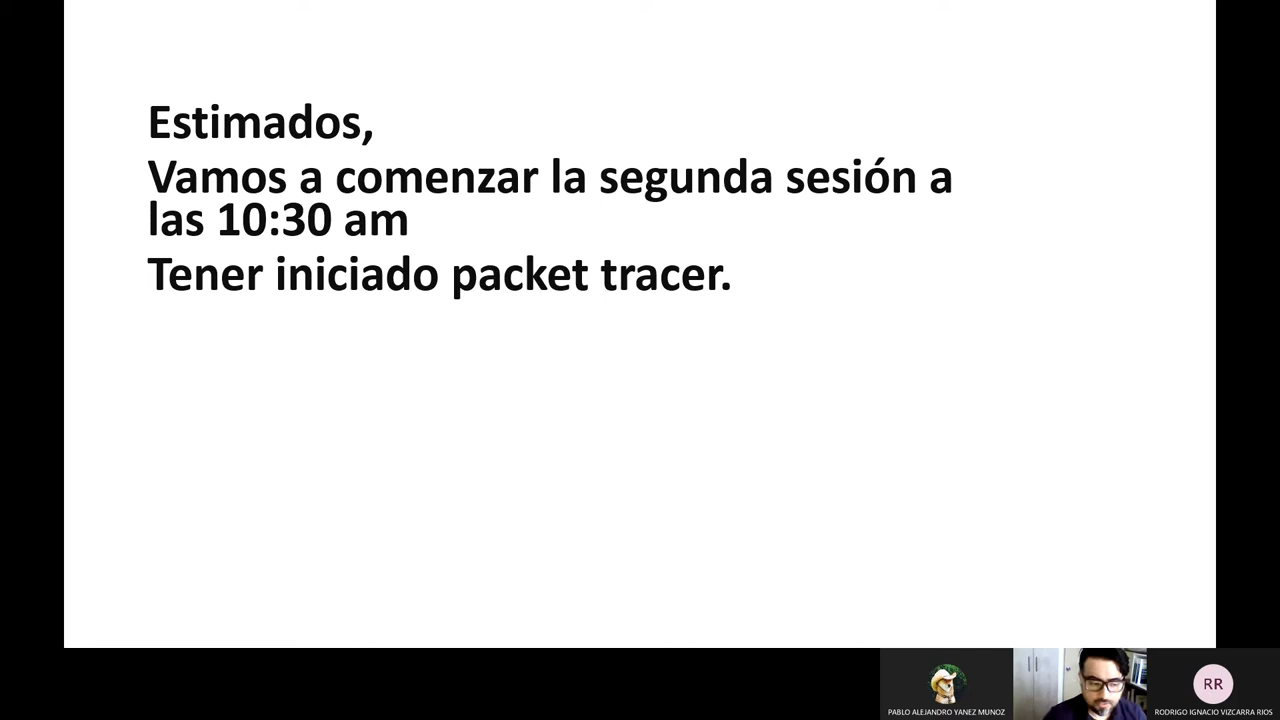 Estimados,
Vamos a comenzar la segunda sesión a
las 10:30 am
Tener iniciado packet tracer.
PABLO ALEJANDRO YANEZ MUNOZ
RR
RODRIGO IGNACIO VIZCARRA RIOS